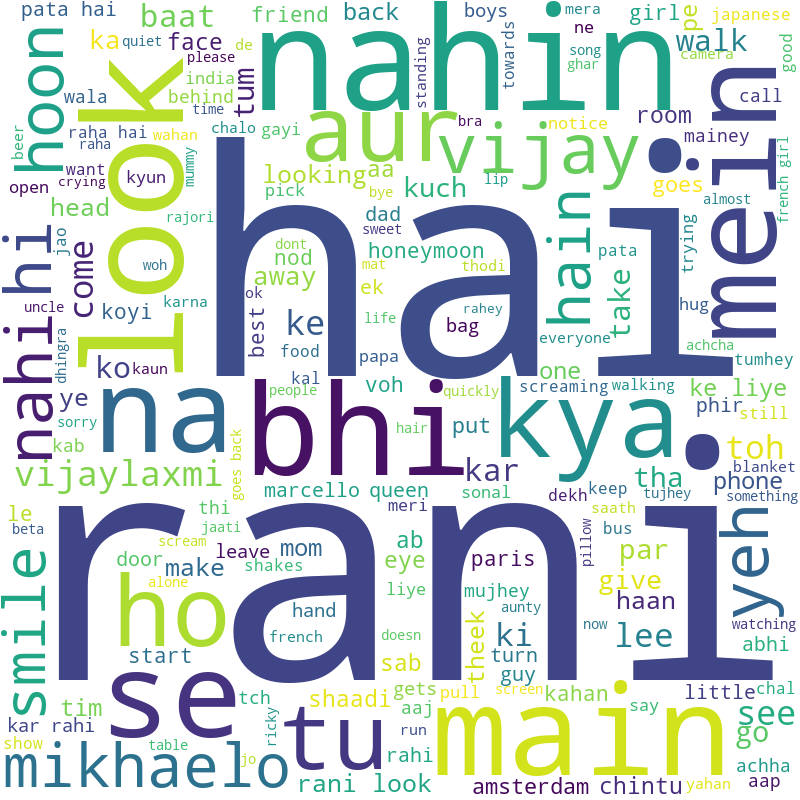 pata hai
baat
friend
back
nahin
boys
mera
ne
girl
pe
japanese
ka
quiet
face
de
please
tum
india
behind
song
ghar
standing
towards
walk
camera
good
hoon
look
wala
time
raha hai
raha
wahan
chalo
gayi
aur
vijay
bra
notice
room
mainey
call
mein
beer
want
crying
open
kyun
mummy
looking
aa
pick
bye
kuch
lip
goes
almost
french girl
head
rajori
dad
sweet
hai
hain
nahi hi
jao
come
woh
dont
nod
honeymoon
away
mat
thodi
pata
take
trying
uncle
karna
ok
ek
rahey
hug
koyi
best
ke
life
bag
everyone
achcha
dhingra
ko
kaun
food
papa
one
tumhey
kal
voh
screaming
walking
ke liye
ye
na
bhi
people
quickly
kya
phir
still
sorry
hair
put
kab
goes back
kar
tha
toh
blanket
vijaylaxmi
phone
marcello queen
sonal
dekh
keep
tujhey
something
le
thi
meri
saath
bus
beta
jaati
rani
ab
pillow
yeh
scream
door
leave
mom
eye
paris
par
make
shakes
smile
alone
ho
liye
mujhey
give
haan
hand
aunty
now
watching
french
doesn
theek
ki
lee
abhi
start
sab
turn
guy
se
tch
shaadi
gets
pull
screen
kahan
little
chal
tim
aaj
say
see
kar rahi
ricky
tu
main
go
show
table
run
rahi
achha
mikhaelo
jo
rani look
amsterdam
chintu
yahan
aap